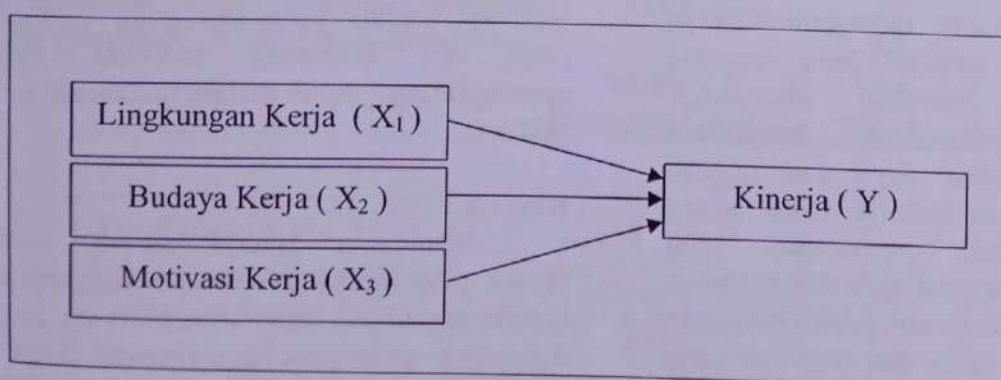 Lingkungan Kerja ( X₁ )
Budaya Kerja ( X₂ )
Kinerja ( Y )
Motivasi Kerja ( X₃ )